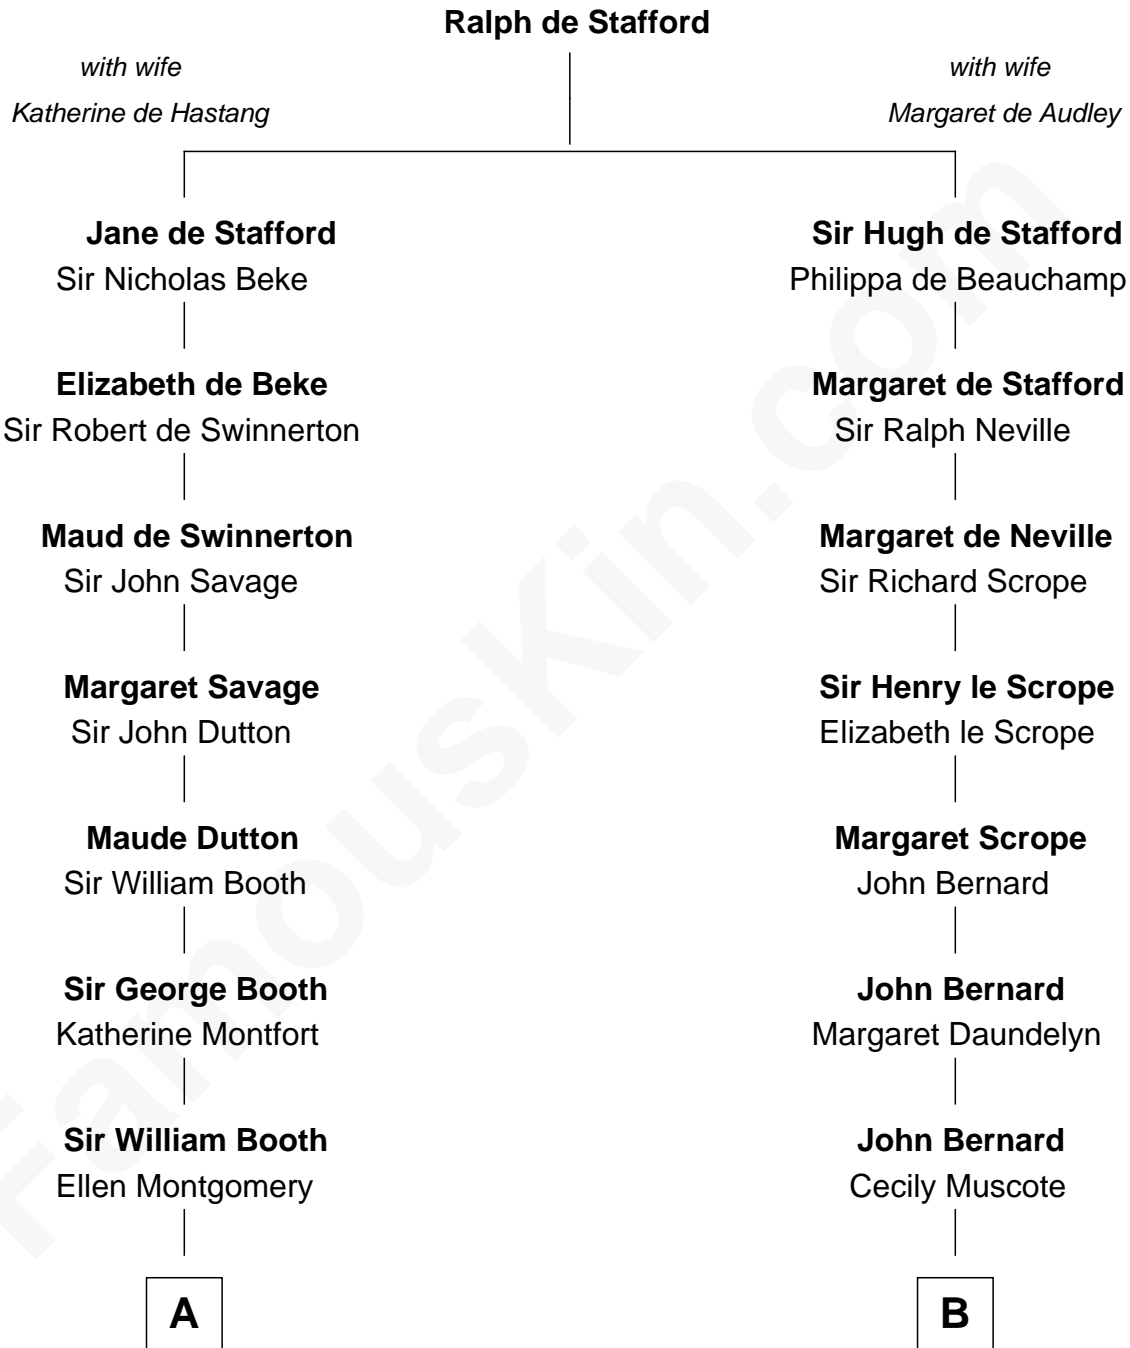 Ralph de Stafford
with wife
Katherine de Hastang
with wife
Margaret de Audley
Jane de Stafford
Sir Nicholas Beke
Sir Hugh de Stafford
Philippa de Beauchamp
Elizabeth de Beke
Sir Robert de Swinnerton
Margaret de Stafford
Sir Ralph Neville
Maud de Swinnerton
Sir John Savage
Margaret de Neville
Sir Richard Scrope
Margaret Savage
Sir John Dutton
Sir Henry le Scrope
Elizabeth le Scrope
Maude Dutton
Sir William Booth
Margaret Scrope
John Bernard
Sir George Booth
Katherine Montfort
John Bernard
Margaret Daundelyn
Sir William Booth
Ellen Montgomery
John Bernard
Cecily Muscote
A
B
FamousKin.com